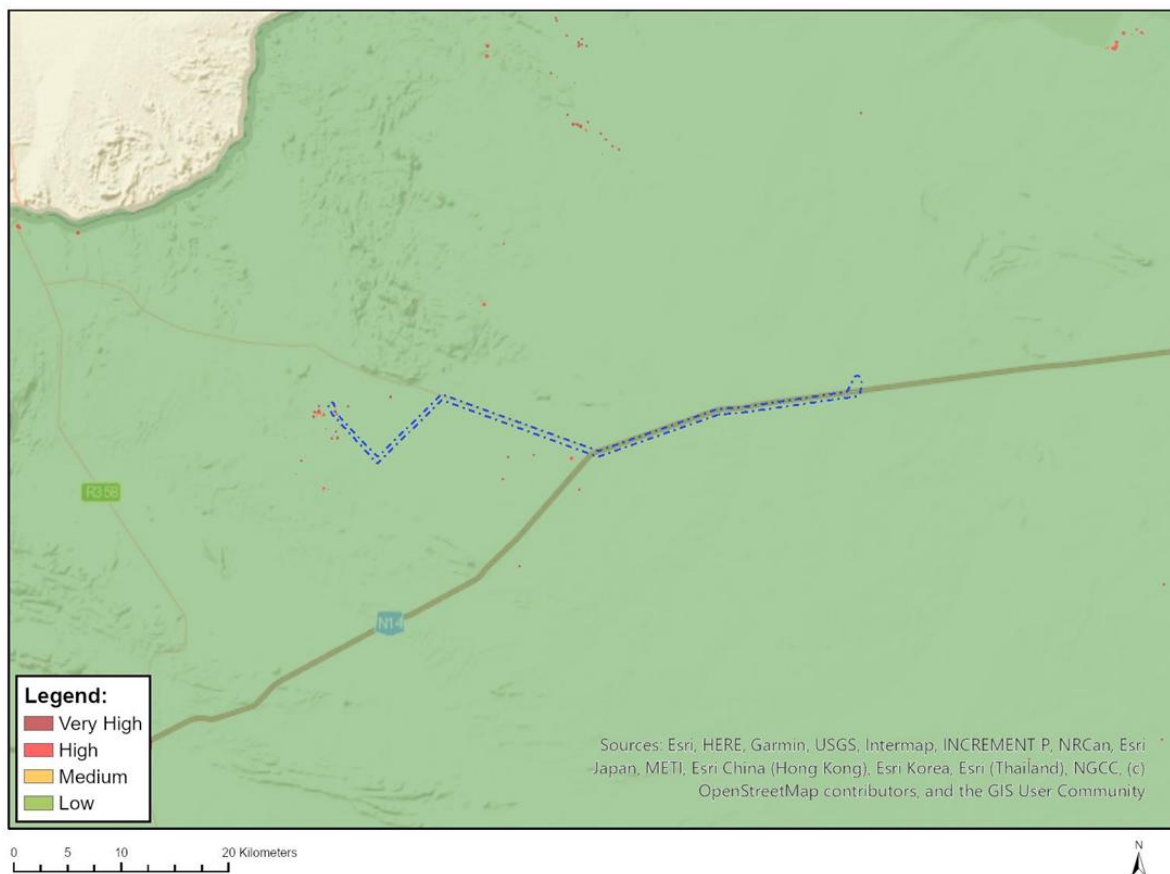 R358
N14
Legend:
Very High
High
Medium
Low
Sources: Esri, HERE, Garmin, USGS, Intermap, INCREMENT P, NRCan, Esri
Japan, METI, Esri China (Hong Kong), Esri Korea, Esri (Thailand), NGCC, (c)
OpenStreetMap contributors, and the GIS User Community
0 5 10 20 Kilometers
N